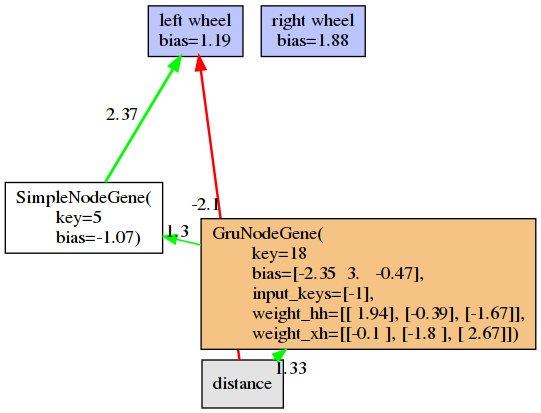 left wheel
bias=1.19
right wheel
bias=1.88
2.37
SimpleNodeGene(
key=5
bias=-1.07)
-2.1
1.3
GruNodeGene(
key=18
bias=[-2.35 3. -0.47],
input_keys=[-1],
weight_hh=[[ 1.94], [-0.39], [-1.67]],
weight_xh=[[-0.1 ], [-1.8 ], [ 2.67]])
1.33
distance